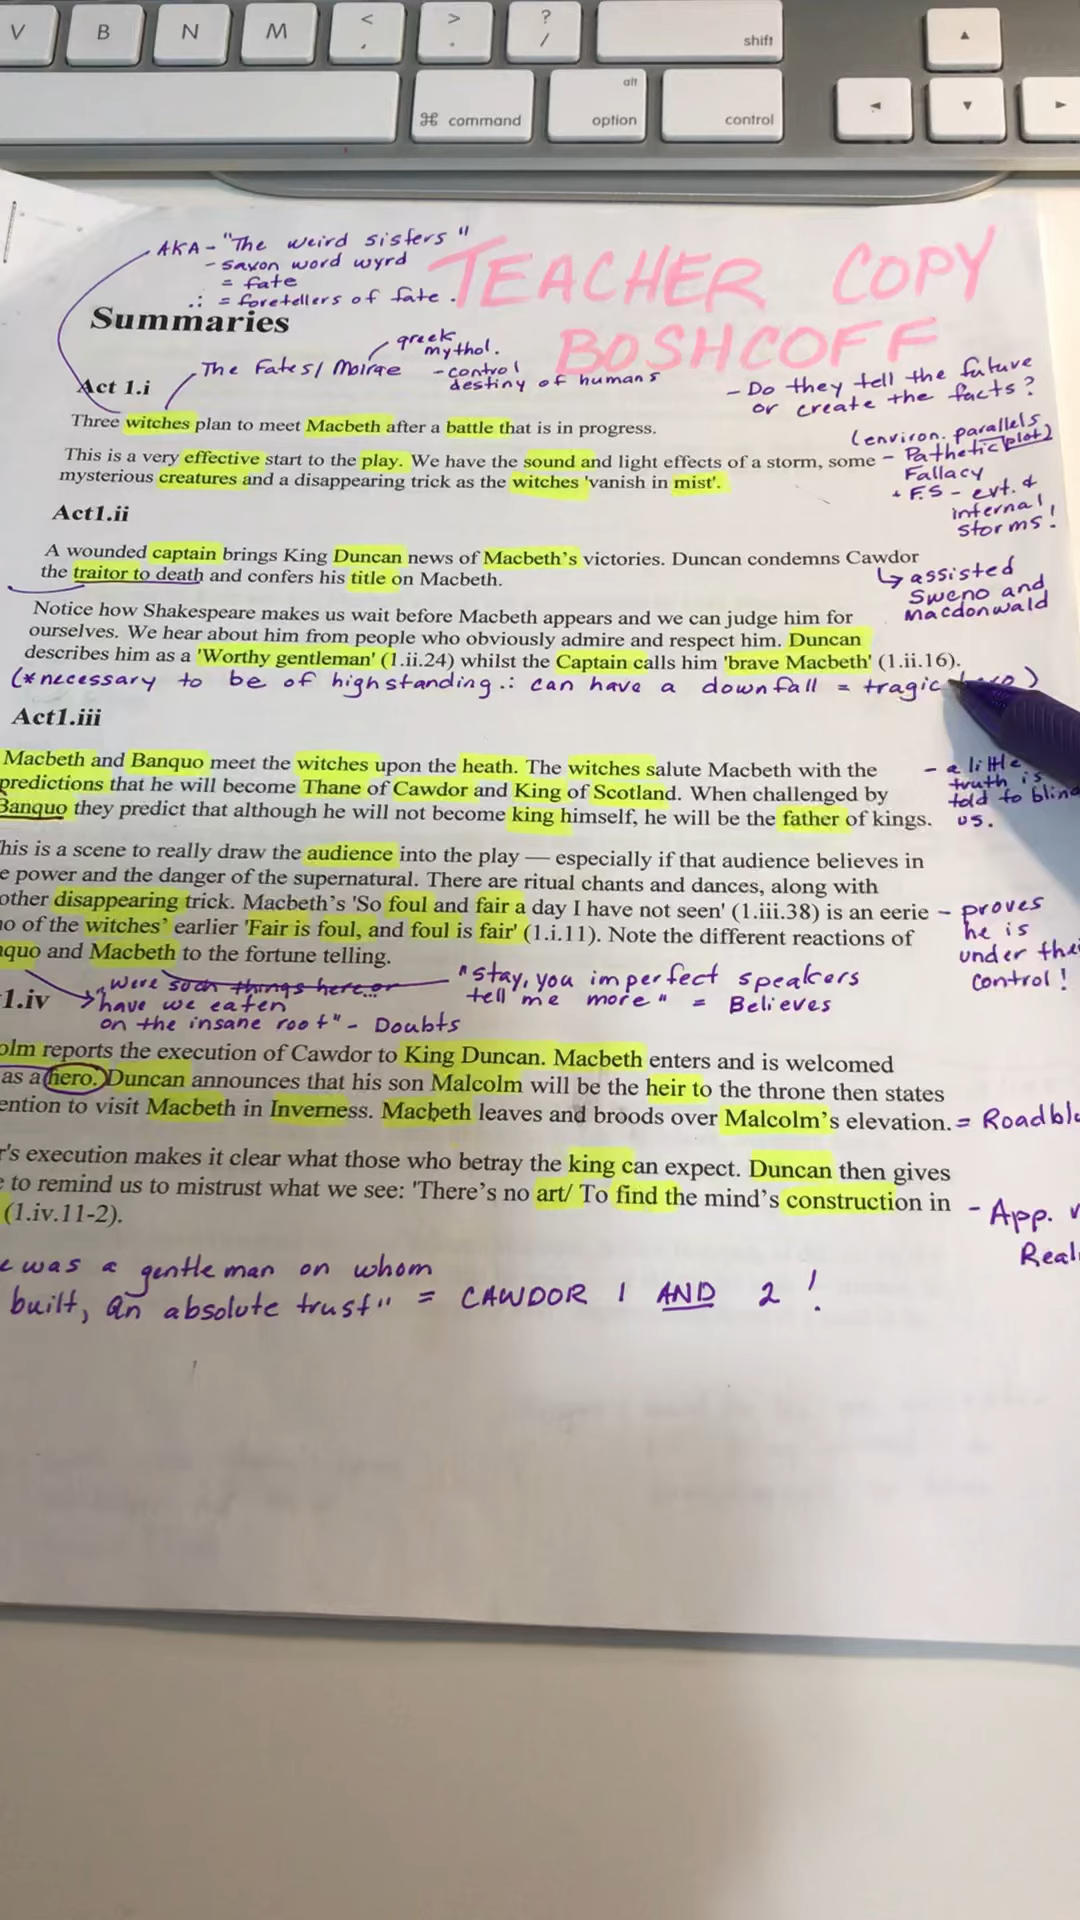 V B N M < , > . ? / shift
⌘ command alt option control
AKA - "The weird sisters"
- saxon word wyrd
= fate
∴ = foretellers of fate.
TEACHER COPY
BOSHCOFF
Summaries
greek mythol.
The Fates/ Moirae - control destiny of humans
Act 1.i
- Do they tell the future
or create the facts?
Three witches plan to meet Macbeth after a battle that is in progress.
(environ. parallels plot)
This is a very effective start to the play. We have the sound and light effects of a storm, some
mysterious creatures and a disappearing trick as the witches 'vanish in mist'.
- Pathetic
Fallacy
+ F.S - ext. &
internal
storms!
Act1.ii
A wounded captain brings King Duncan news of Macbeth's victories. Duncan condemns Cawdor
the traitor to death and confers his title on Macbeth.
↳ assisted
Sweno and
Macdonwald
Notice how Shakespeare makes us wait before Macbeth appears and we can judge him for
ourselves. We hear about him from people who obviously admire and respect him. Duncan
describes him as a 'Worthy gentleman' (1.ii.24) whilst the Captain calls him 'brave Macbeth' (1.ii.16).
(*necessary to be of high standing ∴ can have a downfall = tragic )
Act1.iii
Macbeth and Banquo meet the witches upon the heath. The witches salute Macbeth with the
predictions that he will become Thane of Cawdor and King of Scotland. When challenged by
Banquo they predict that although he will not become king himself, he will be the father of kings.
- a little
truth is
told to blind
us.
his is a scene to really draw the audience into the play — especially if that audience believes in
e power and the danger of the supernatural. There are ritual chants and dances, along with
other disappearing trick. Macbeth's 'So foul and fair a day I have not seen' (1.iii.38) is an eerie
o of the witches' earlier 'Fair is foul, and foul is fair' (1.i.11). Note the different reactions of
quo and Macbeth to the fortune telling.
- proves
he is
under thei
control!
"Were such things here or
have we eaten
on the insane root" - Doubts
"Stay, you imperfect speakers
tell me more" = Believes
1.iv
olm reports the execution of Cawdor to King Duncan. Macbeth enters and is welcomed
as a hero. Duncan announces that his son Malcolm will be the heir to the throne then states
ention to visit Macbeth in Inverness. Macbeth leaves and broods over Malcolm's elevation. = Roadblo
r's execution makes it clear what those who betray the king can expect. Duncan then gives
e to remind us to mistrust what we see: 'There's no art/ To find the mind's construction in
(1.iv.11-2).
- App. v
Reali
e was a gentleman on whom
built, an absolute trust" = CAWDOR 1 AND 2 !